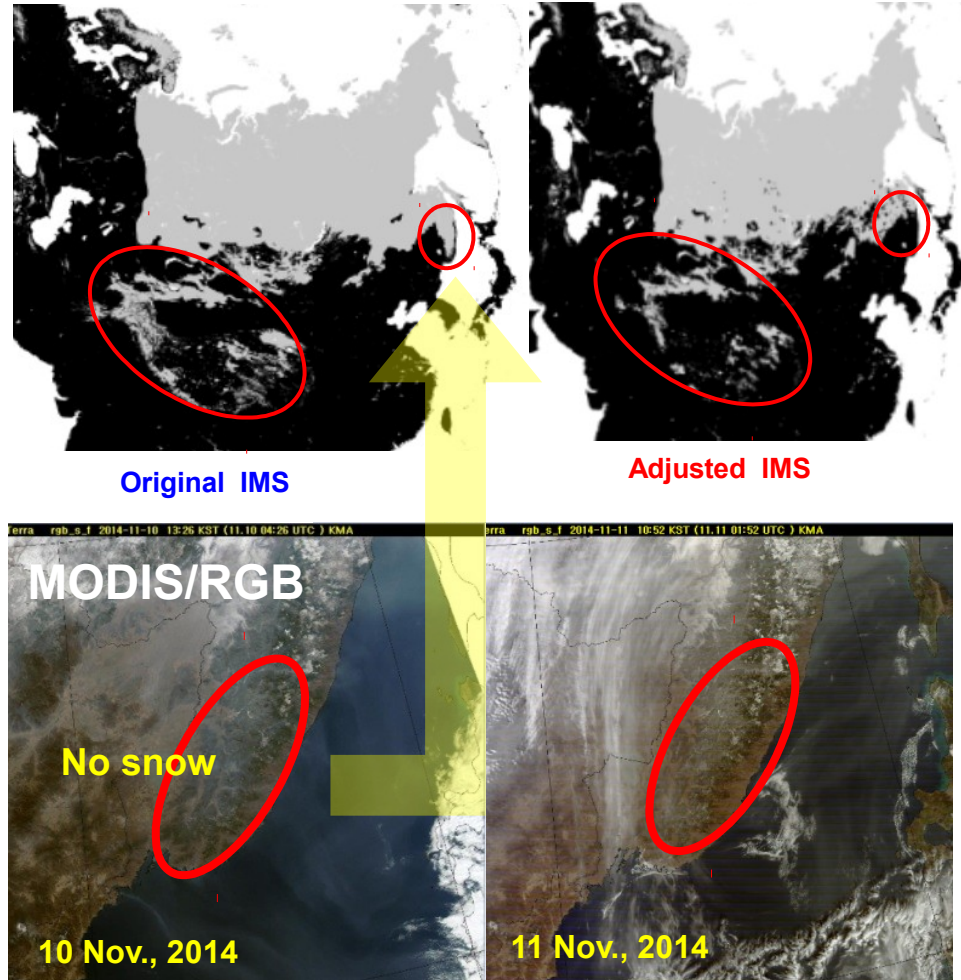 Original IMS
Adjusted IMS
Terra rgb_s_f 2014-11-10 13:26 KST (11.10 04:26 UTC ) KMA
erra rgb_s_f 2014-11-11 10:52 KST (11.11 01:52 UTC ) KMA
MODIS/RGB
No snow
10 Nov., 2014
11 Nov., 2014